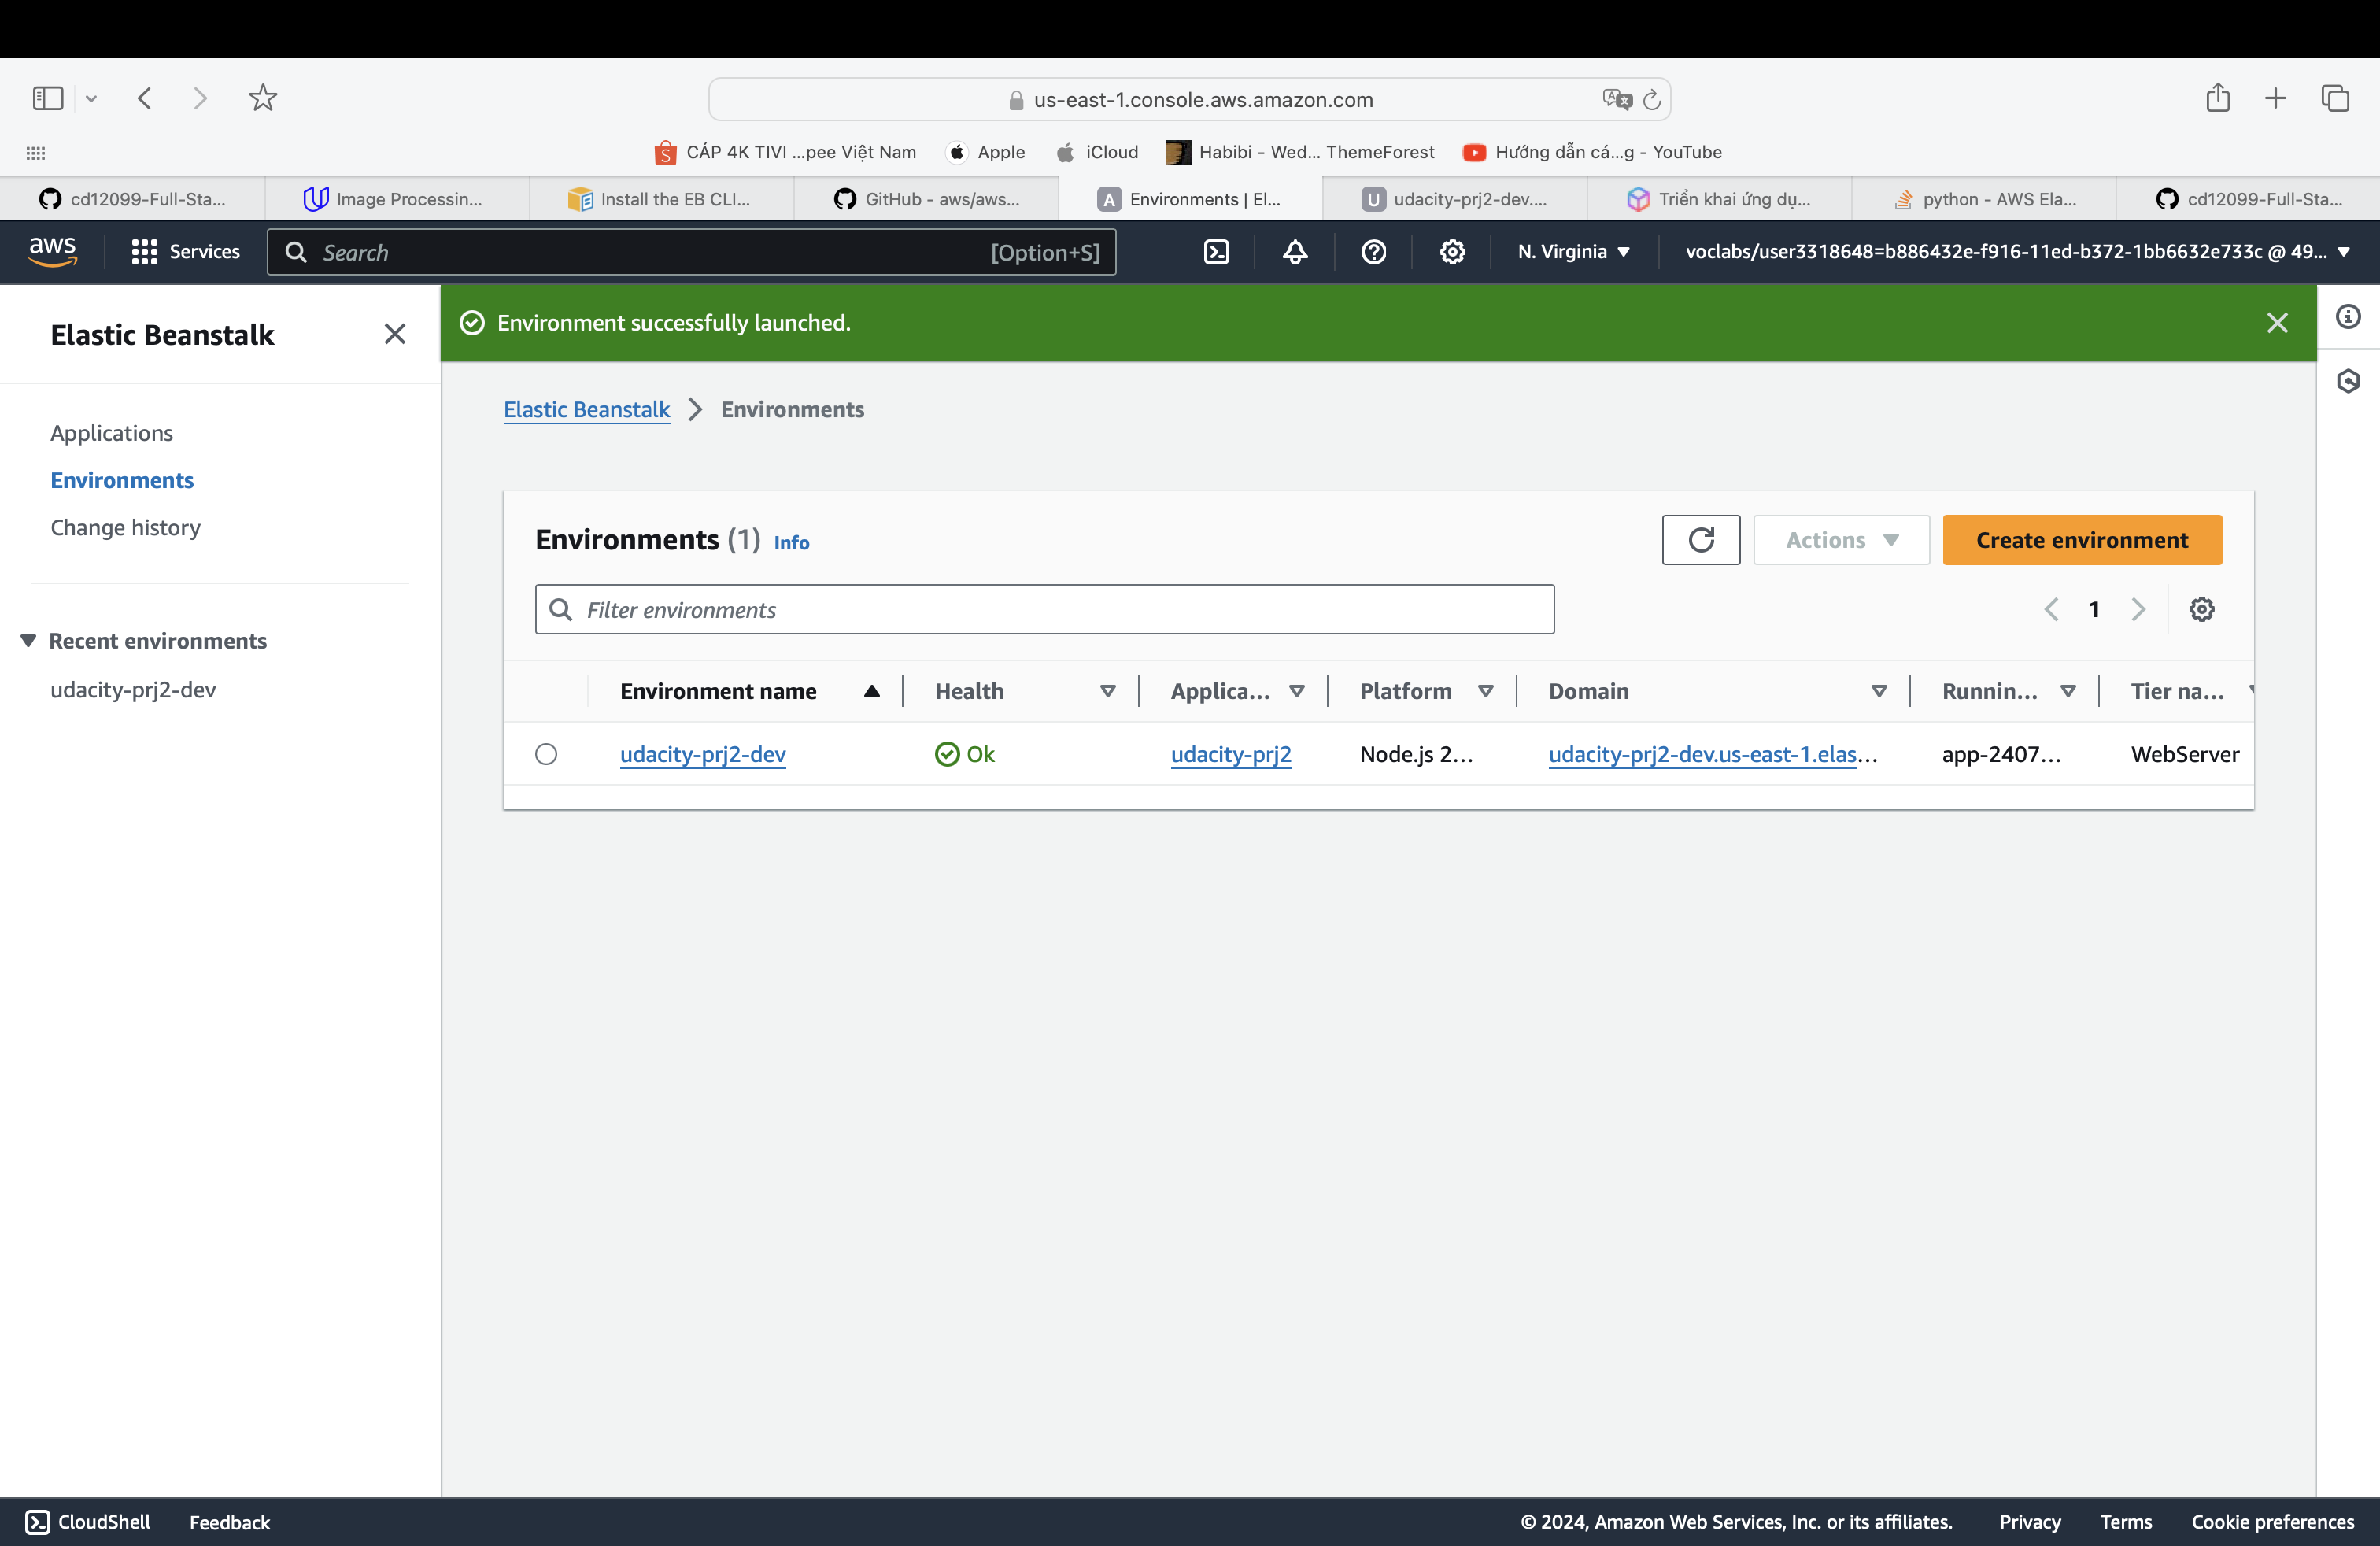 us-east-1.console.aws.amazon.com
CÁP 4K TIVI ...pee Việt Nam
Apple
iCloud
Habibi - Wed... ThemeForest
Hướng dẫn cá...g - YouTube
cd12099-Full-Sta...
Image Processin...
Install the EB CLI...
GitHub - aws/aws...
A Environments | El...
U udacity-prj2-dev....
Triển khai ứng dụ...
python - AWS Ela...
cd12099-Full-Sta...
aws
Services
Search
[Option+S]
N. Virginia
voclabs/user3318648=b886432e-f916-11ed-b372-1bb6632e733c @ 49...
Elastic Beanstalk
Environment successfully launched.
Applications
Environments
Change history
Recent environments
udacity-prj2-dev
Elastic Beanstalk > Environments
Environments (1) Info
Actions
Create environment
Filter environments
1
Environment name
Health
Applica...
Platform
Domain
Runnin...
Tier na...
udacity-prj2-dev
Ok
udacity-prj2
Node.js 2...
udacity-prj2-dev.us-east-1.elas...
app-2407...
WebServer
CloudShell
Feedback
© 2024, Amazon Web Services, Inc. or its affiliates.
Privacy
Terms
Cookie preferences